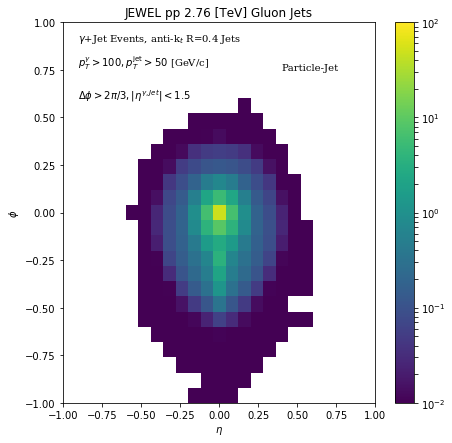 JEWEL pp 2.76 [TeV] Gluon Jets
γ+Jet Events, anti-k_t R=0.4 Jets
p_T^γ > 100, p_T^jet > 50 [GeV/c]
Particle-Jet
Δϕ > 2π/3, |η^γ,jet| < 1.5
1.00
0.75
0.50
0.25
0.00
−0.25
−0.50
−0.75
−1.00
ϕ
−1.00 −0.75 −0.50 −0.25 0.00 0.25 0.50 0.75 1.00
η
10^2
10^1
10^0
10^−1
10^−2